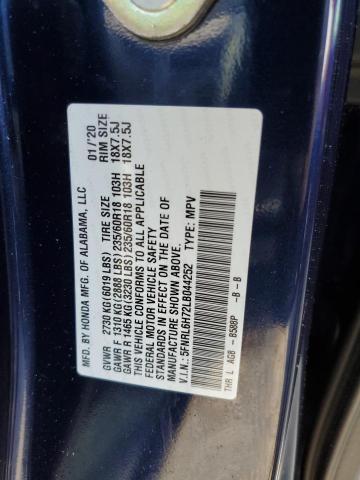 MFD. BY HONDA MFG. OF ALABAMA, LLC 01/'20
GVWR 2730 KG (6019 LBS) TIRE SIZE RIM SIZE
GAWR F 1310 KG (2888 LBS) 235/60R18 103H 18X7.5J
GAWR R 1465 KG (3230 LBS) 235/60R18 103H 18X7.5J
THIS VEHICLE CONFORMS TO ALL APPLICABLE
FEDERAL MOTOR VEHICLE SAFETY
STANDARDS IN EFFECT ON THE DATE OF
MANUFACTURE SHOWN ABOVE.
V.I.N.: 5FNRL6H72LB044252 TYPE: MPV
THR L AGB - B588P - B - B